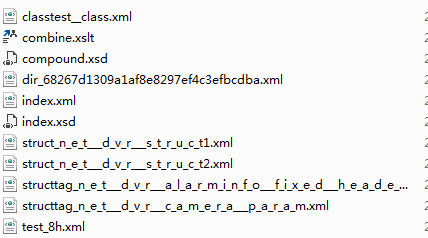 classtest__class.xml
combine.xslt
compound.xsd
dir_68267d1309a1af8e8297ef4c3efbcdba.xml
index.xml
index.xsd
struct_n_e_t__d_v_r__s_t_r_u_c_t1.xml
struct_n_e_t__d_v_r__s_t_r_u_c_t2.xml
structtag_n_e_t__d_v_r__a_l_a_r_m_i_n_f_o__f_i_x_e_d__h_e_a_d_e_...
structtag_n_e_t__d_v_r__c_a_m_e_r_a__p_a_r_a_m.xml
test_8h.xml